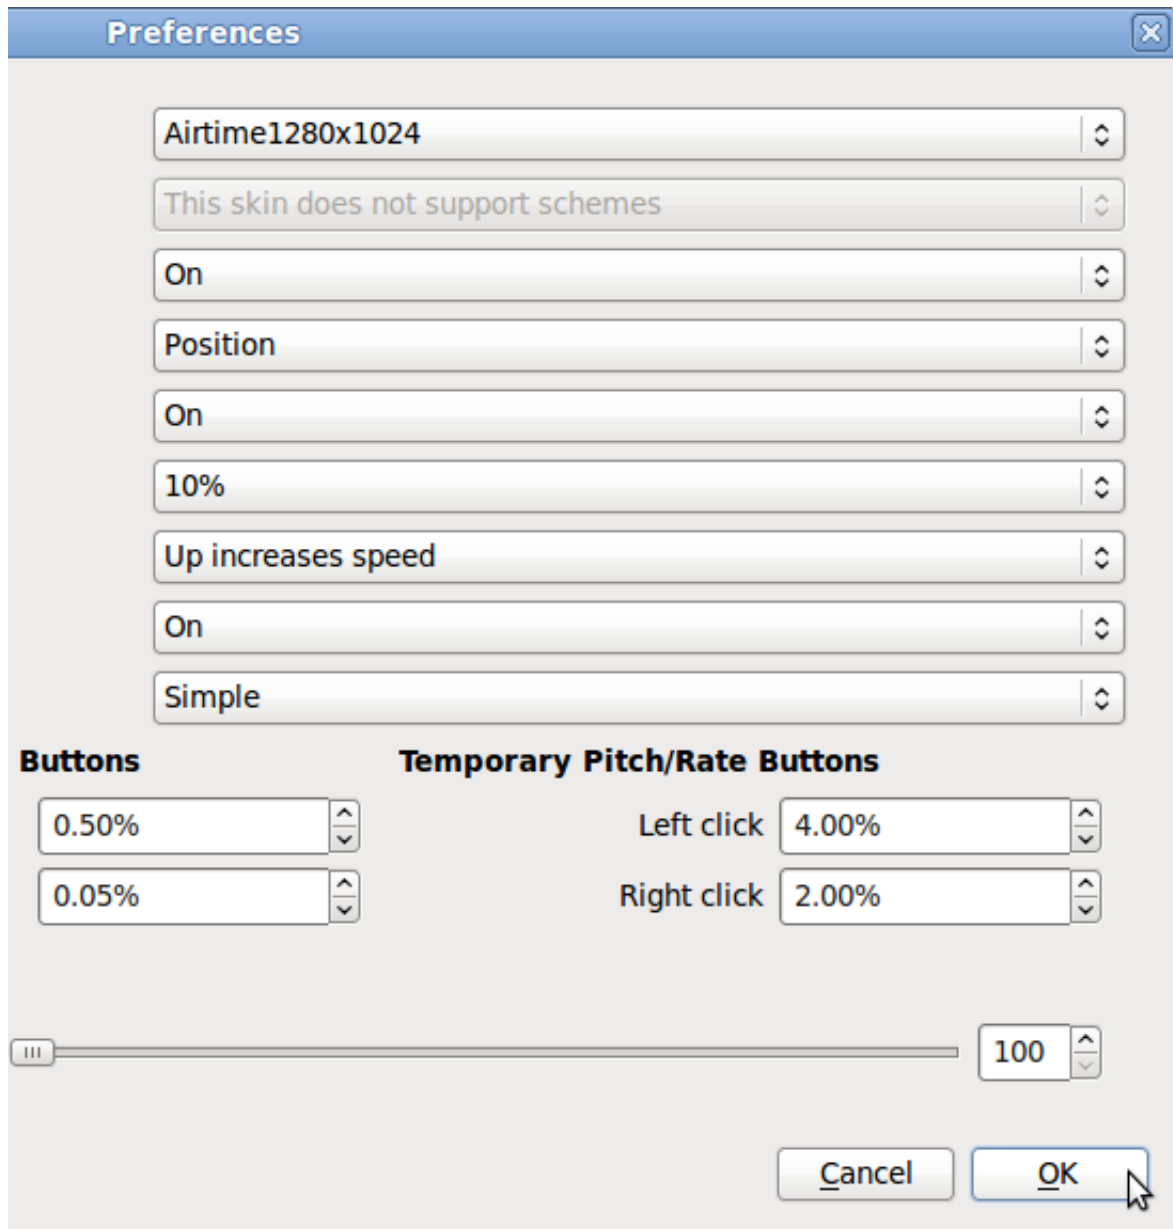 Preferences
Airtime1280x1024
This skin does not support schemes
On
Position
On
10%
Up increases speed
On
Simple
Buttons Temporary Pitch/Rate Buttons
0.50% Left click 4.00%
0.05% Right click 2.00%
100
Cancel OK